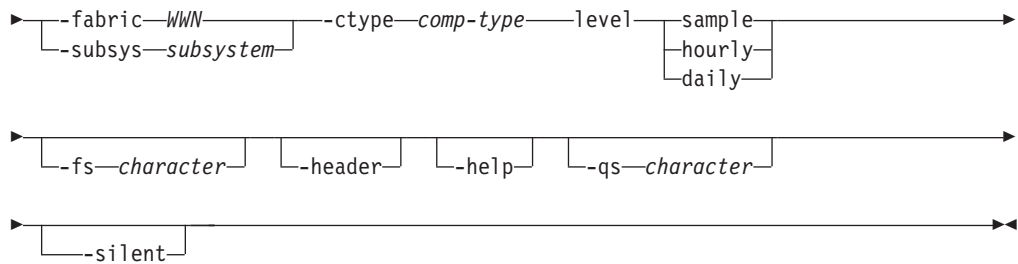 -fabric WWN -ctype comp-type level sample
-subsys subsystem hourly
daily
-fs character -header -help -qs character
-silent